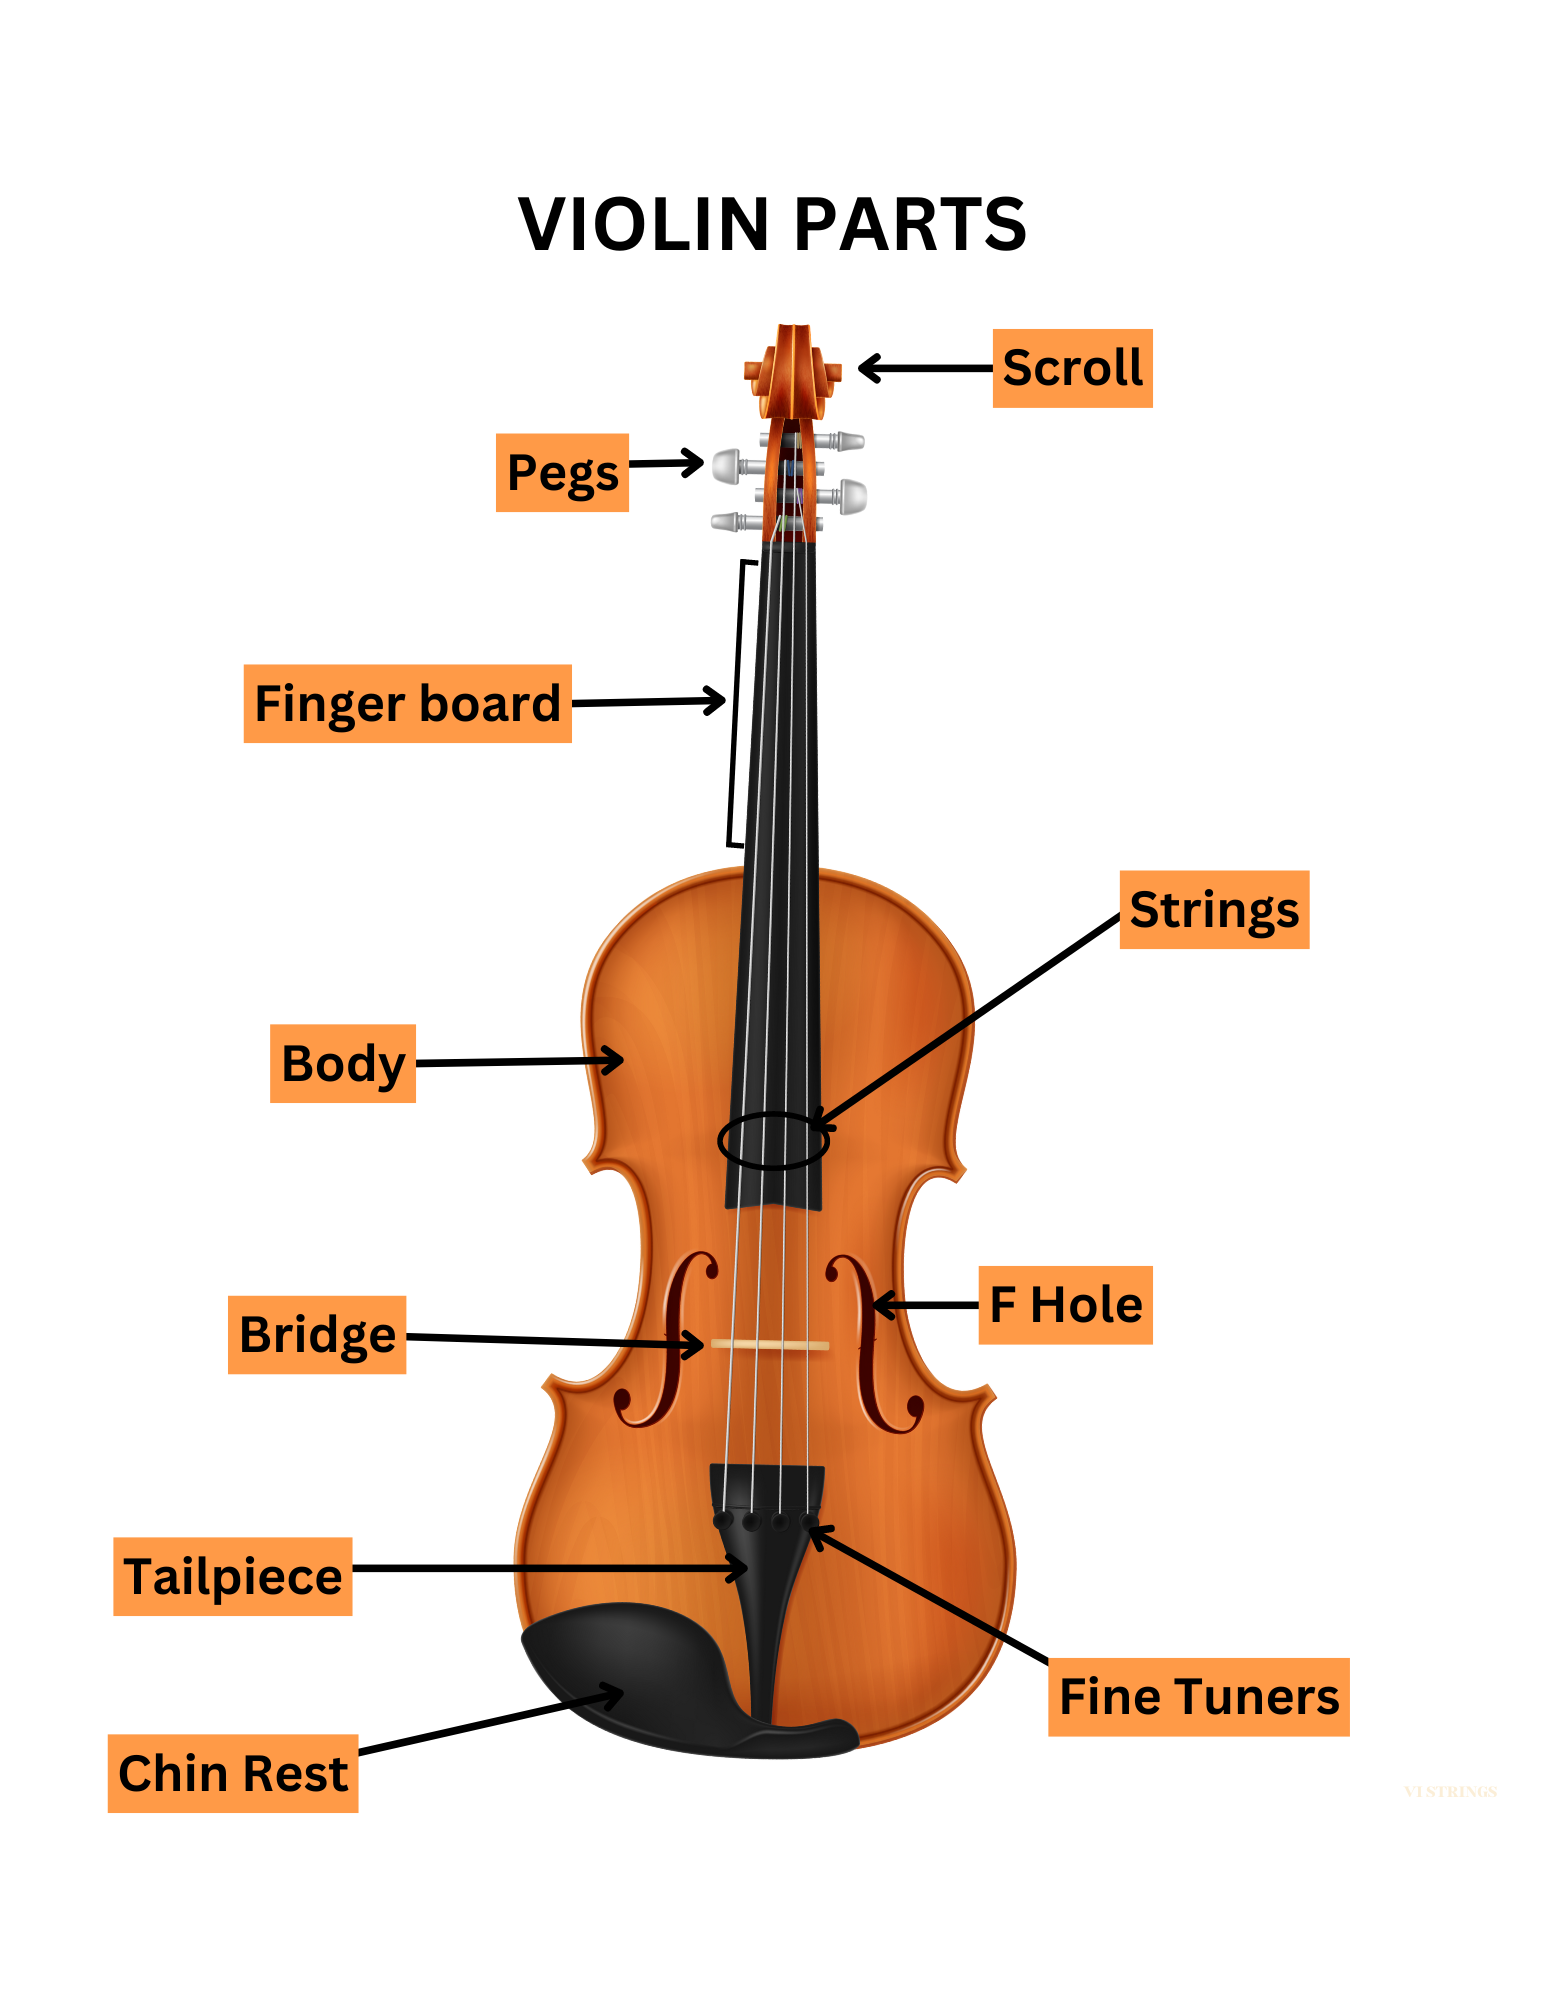 VIOLIN PARTS
Scroll
Pegs
Finger board
Strings
Body
F Hole
Bridge
Tailpiece
Fine Tuners
Chin Rest
VI STRINGS